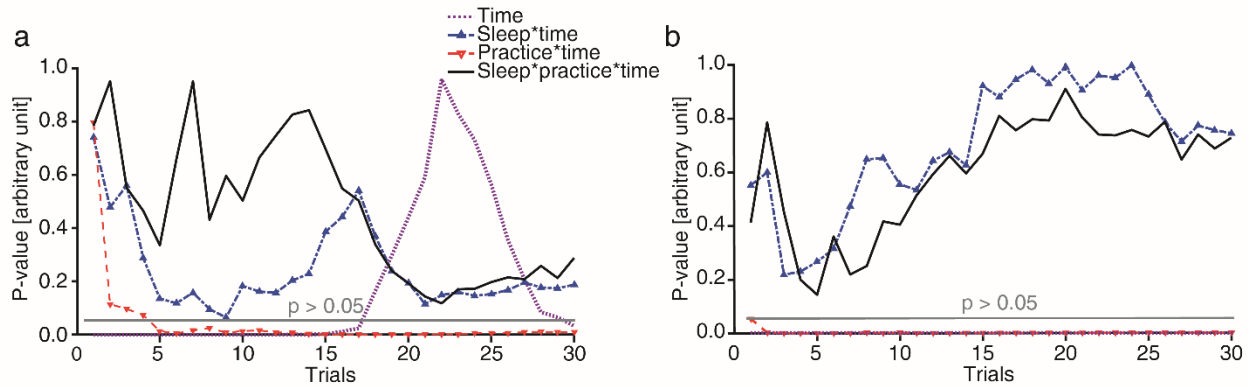 a
Time
Sleep*time
Practice*time
Sleep*practice*time
P-value [arbitrary unit]
1.0
0.8
0.6
0.4
0.2
0.0
p > 0.05
0 5 10 15 20 25 30
Trials
b
P-value [arbitrary unit]
1.0
0.8
0.6
0.4
0.2
0.0
p > 0.05
0 5 10 15 20 25 30
Trials